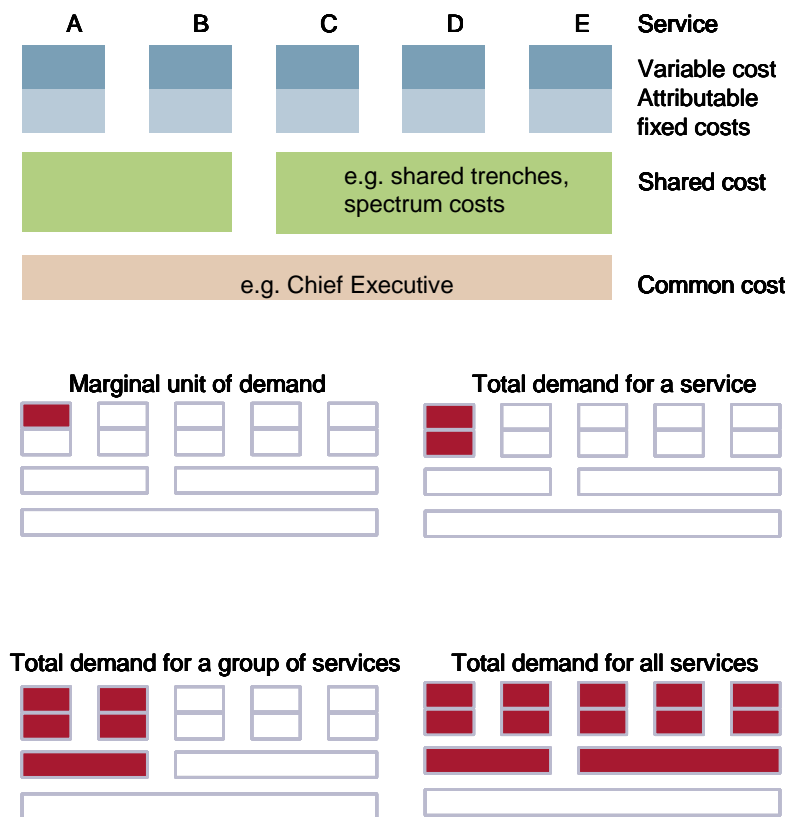 A B C D E Service
Variable cost
Attributable
fixed costs
e.g. shared trenches,
spectrum costs
Shared cost
e.g. Chief Executive
Common cost
Marginal unit of demand
Total demand for a service
Total demand for a group of services
Total demand for all services